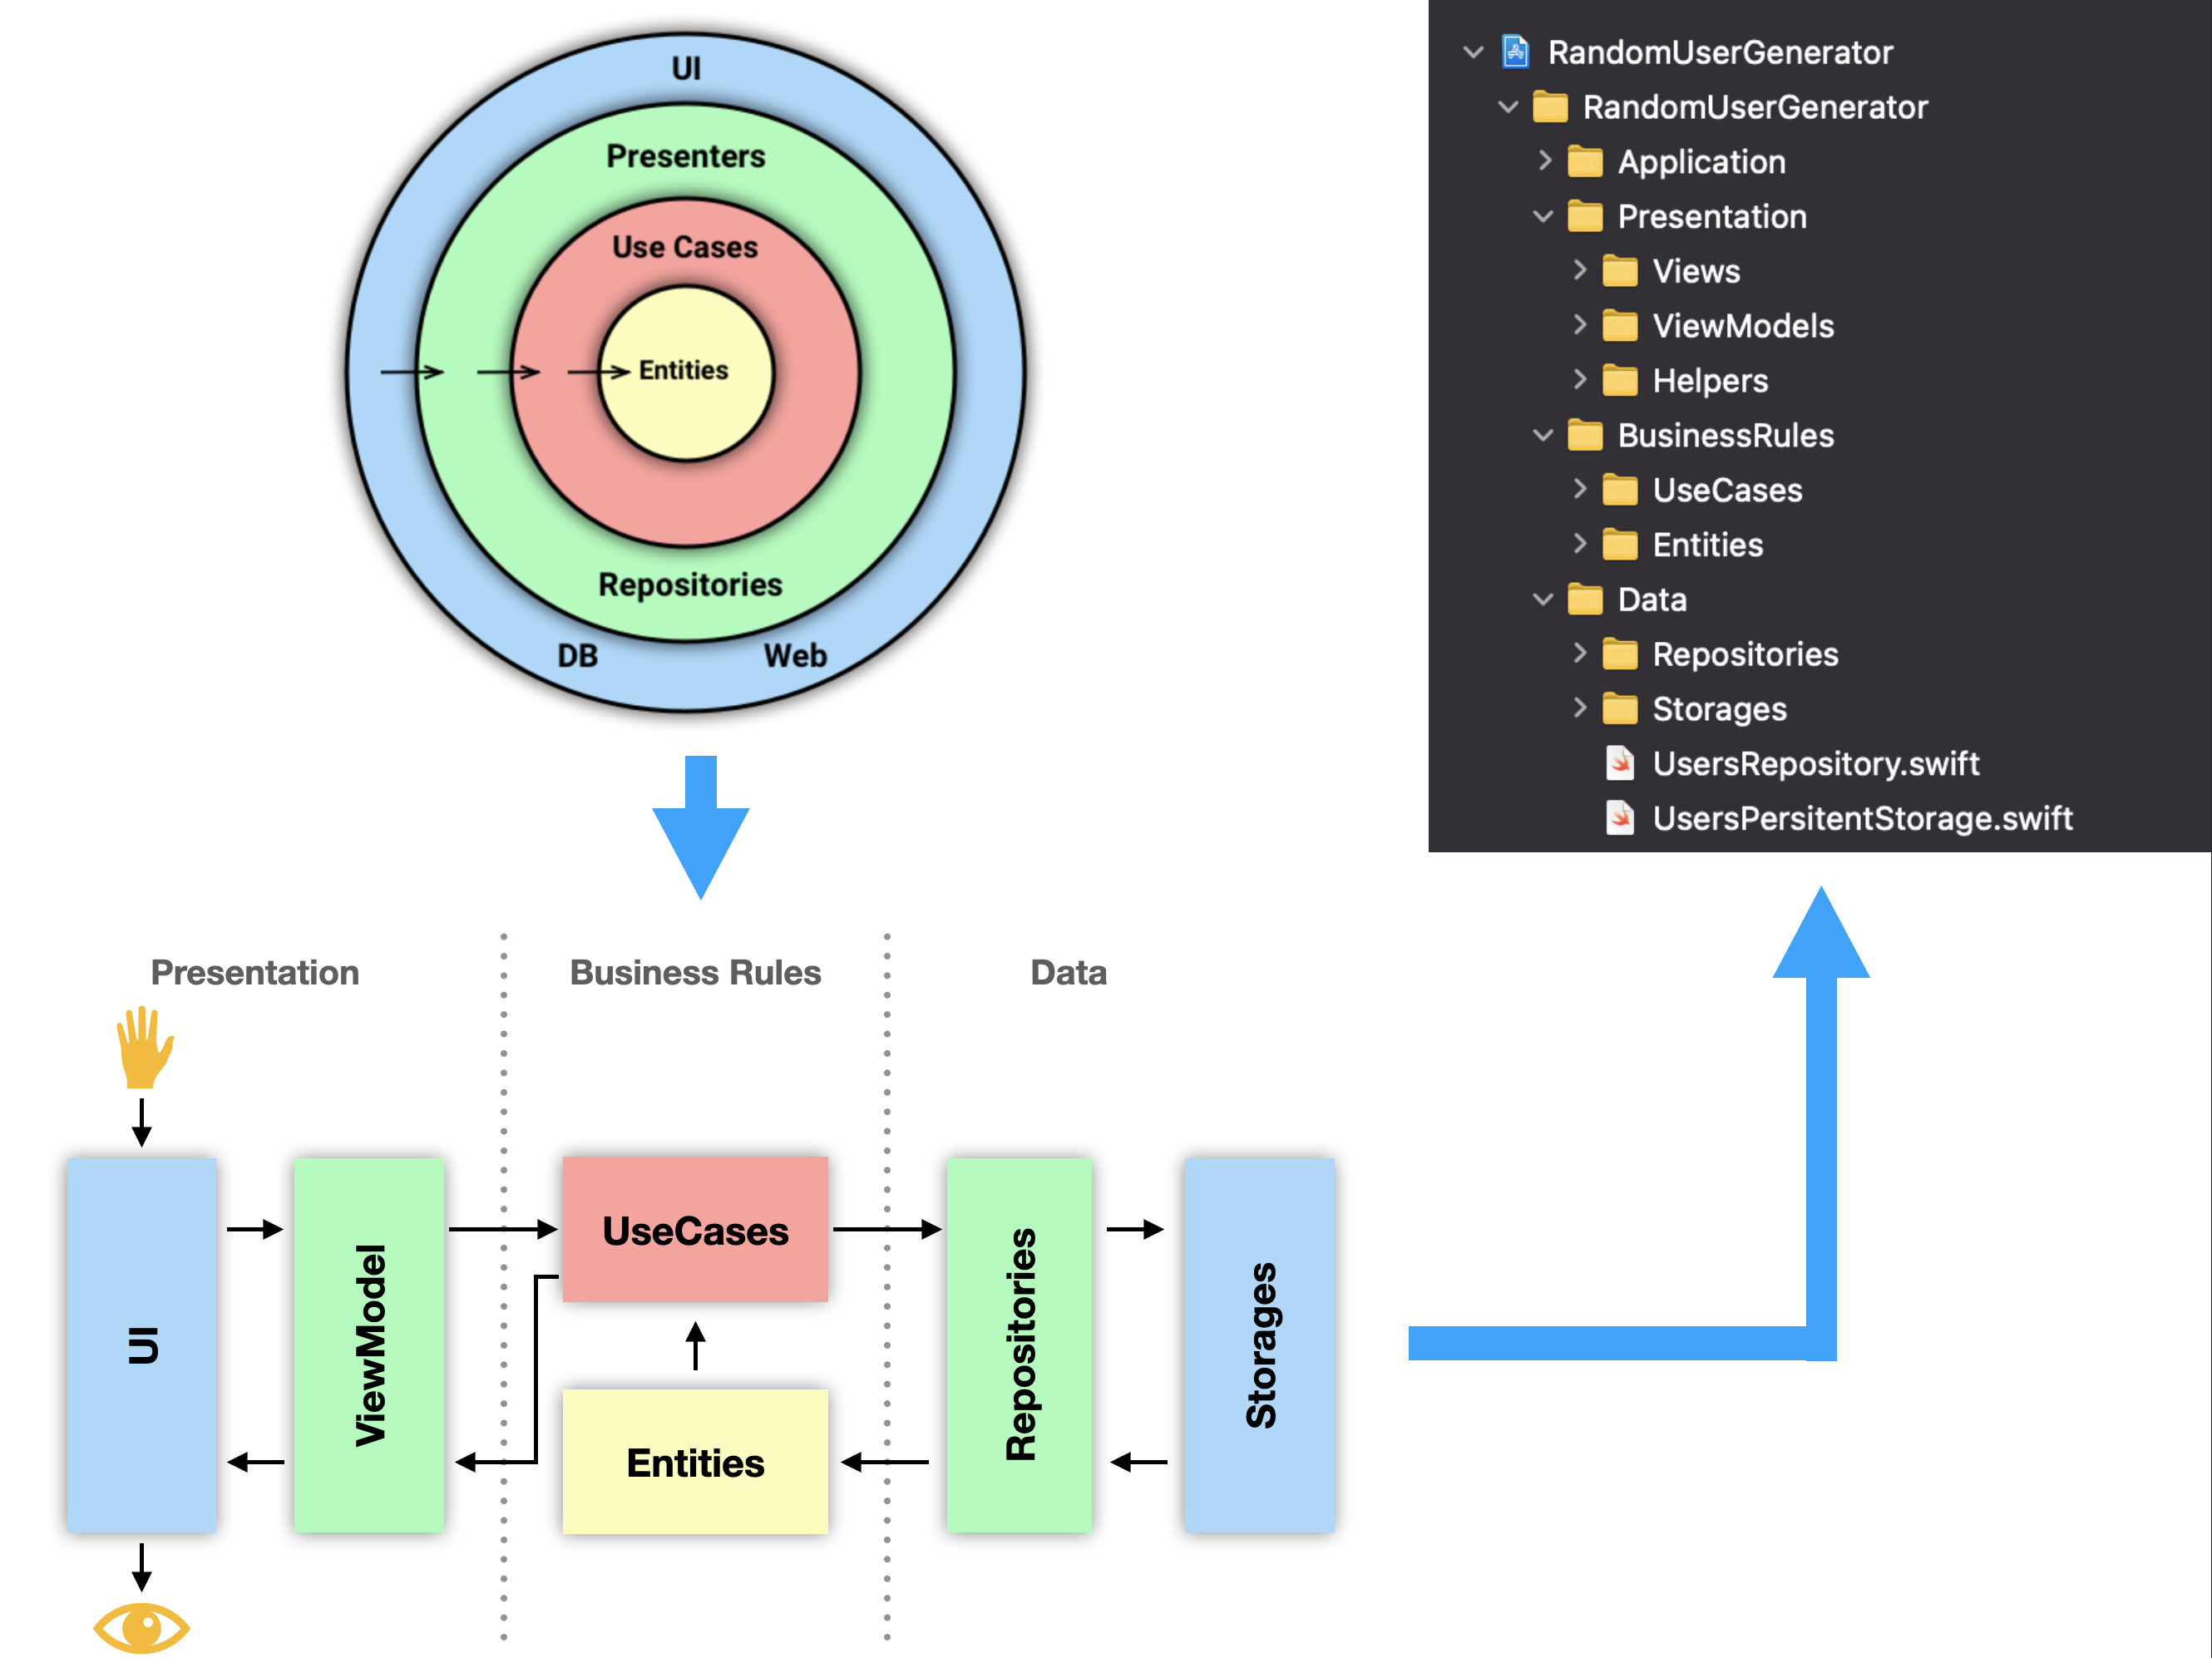 UI
Presenters
Use Cases
Entities
Repositories
DB
Web
RandomUserGenerator
RandomUserGenerator
Application
Presentation
Views
ViewModels
Helpers
BusinessRules
UseCases
Entities
Data
Repositories
Storages
UsersRepository.swift
UsersPersitentStorage.swift
Presentation
Business Rules
Data
UI
ViewModel
UseCases
Entities
Repositories
Storages